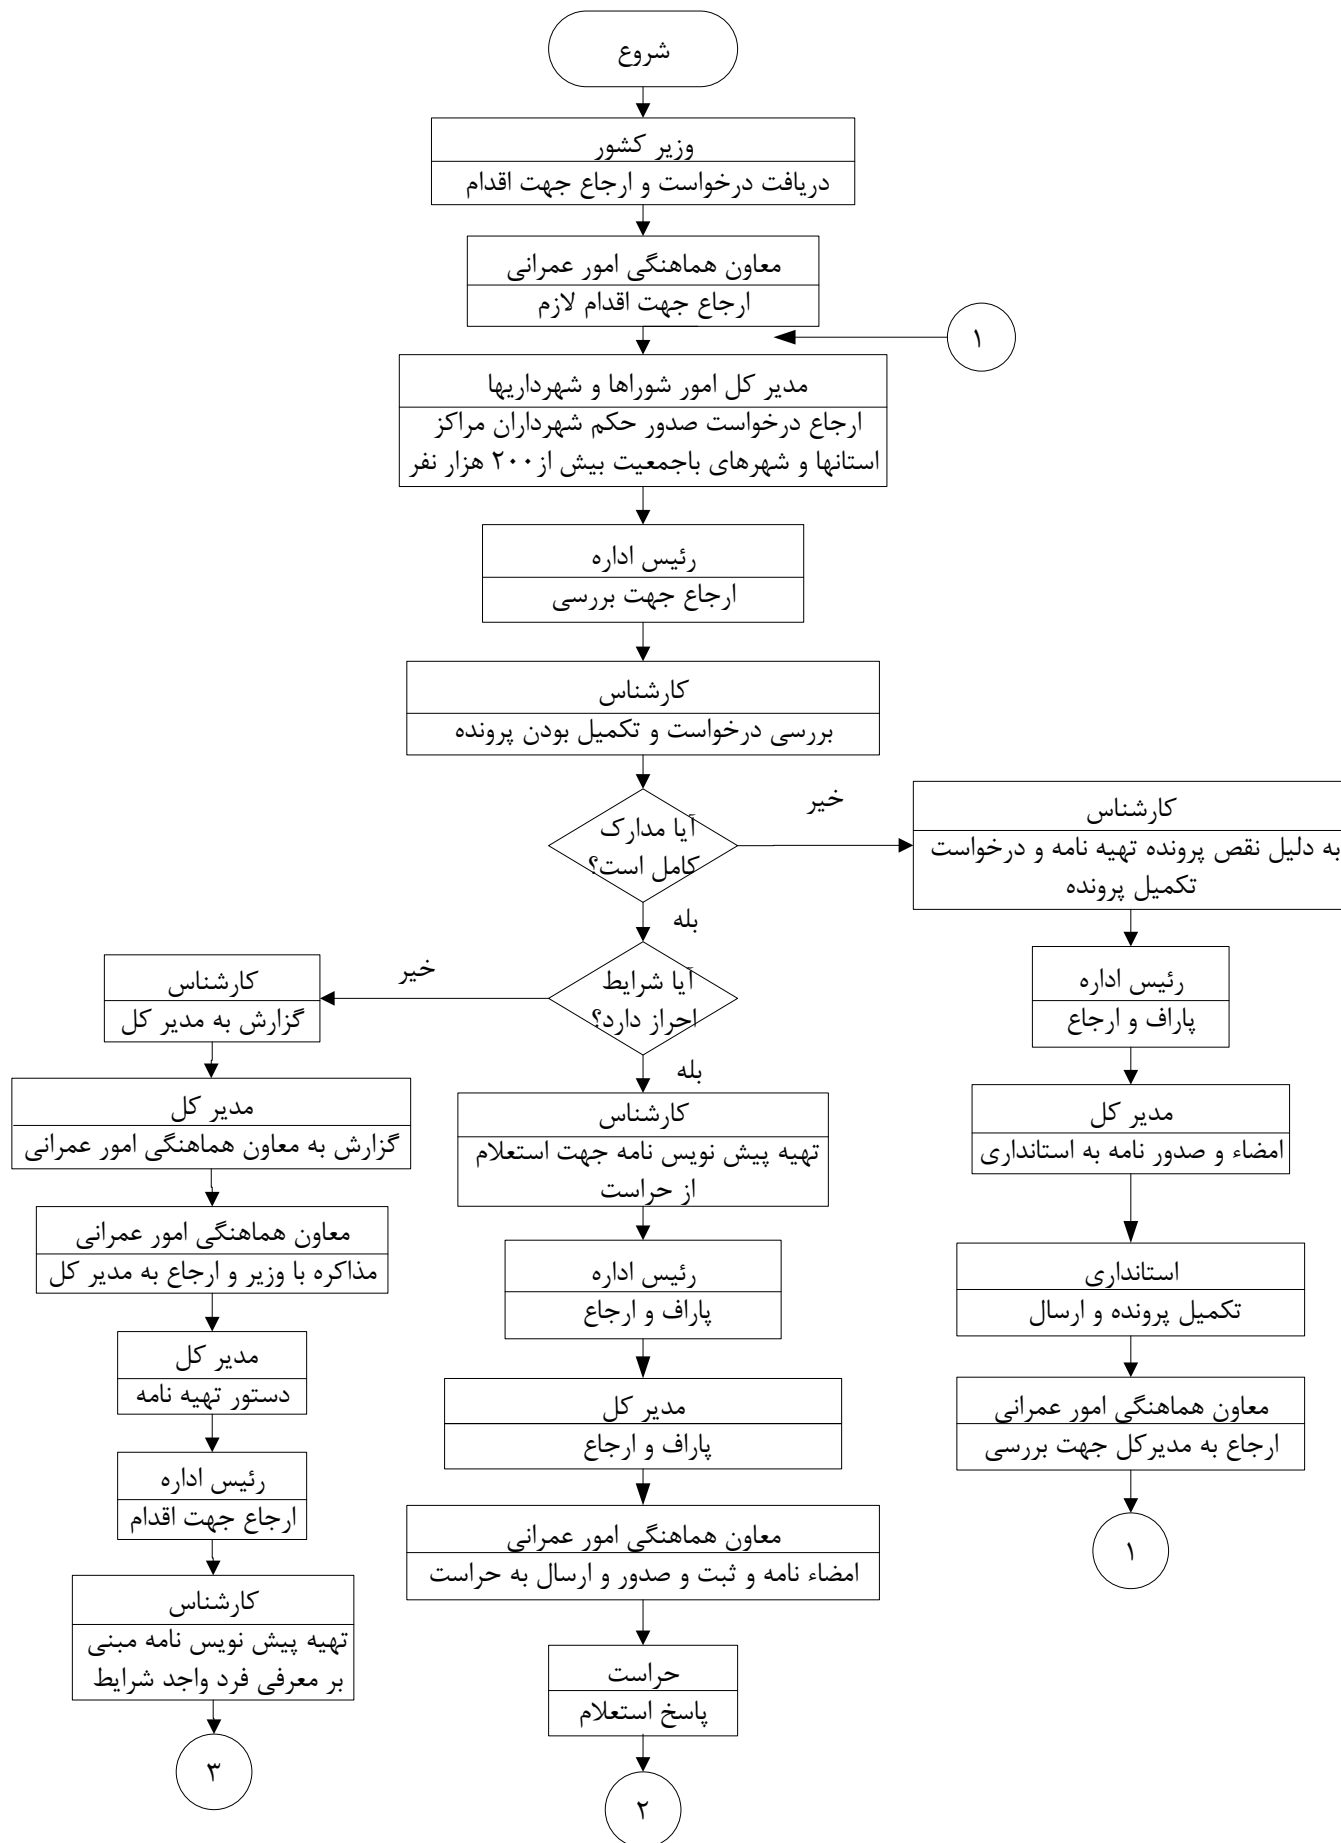 شروع
وزیر کشور
دریافت درخواست و ارجاع جهت اقدام
معاون هماهنگی امور عمرانی
ارجاع جهت اقدام لازم
۱
مدیر کل امور شوراها و شهرداریها
ارجاع درخواست صدور حکم شهرداران مراکز
استانها و شهرهای باجمعیت بیش از۲۰۰ هزار نفر
رئیس اداره
ارجاع جهت بررسی
کارشناس
بررسی درخواست و تکمیل بودن پرونده
آیا مدارک
کامل است؟
خیر
کارشناس
به دلیل نقص پرونده تهیه نامه و درخواست
تکمیل پرونده
رئیس اداره
پاراف و ارجاع
مدیر کل
امضاء و صدور نامه به استانداری
استانداری
تکمیل پرونده و ارسال
معاون هماهنگی امور عمرانی
ارجاع به مدیرکل جهت بررسی
۱
بله
آیا شرایط
احراز دارد؟
بله
کارشناس
تهیه پیش نویس نامه جهت استعلام
از حراست
رئیس اداره
پاراف و ارجاع
مدیر کل
پاراف و ارجاع
معاون هماهنگی امور عمرانی
امضاء نامه و ثبت و صدور و ارسال به حراست
حراست
پاسخ استعلام
۲
خیر
کارشناس
گزارش به مدیر کل
مدیر کل
گزارش به معاون هماهنگی امور عمرانی
معاون هماهنگی امور عمرانی
مذاکره با وزیر و ارجاع به مدیر کل
مدیر کل
دستور تهیه نامه
رئیس اداره
ارجاع جهت اقدام
کارشناس
تهیه پیش نویس نامه مبنی
بر معرفی فرد واجد شرایط
۳